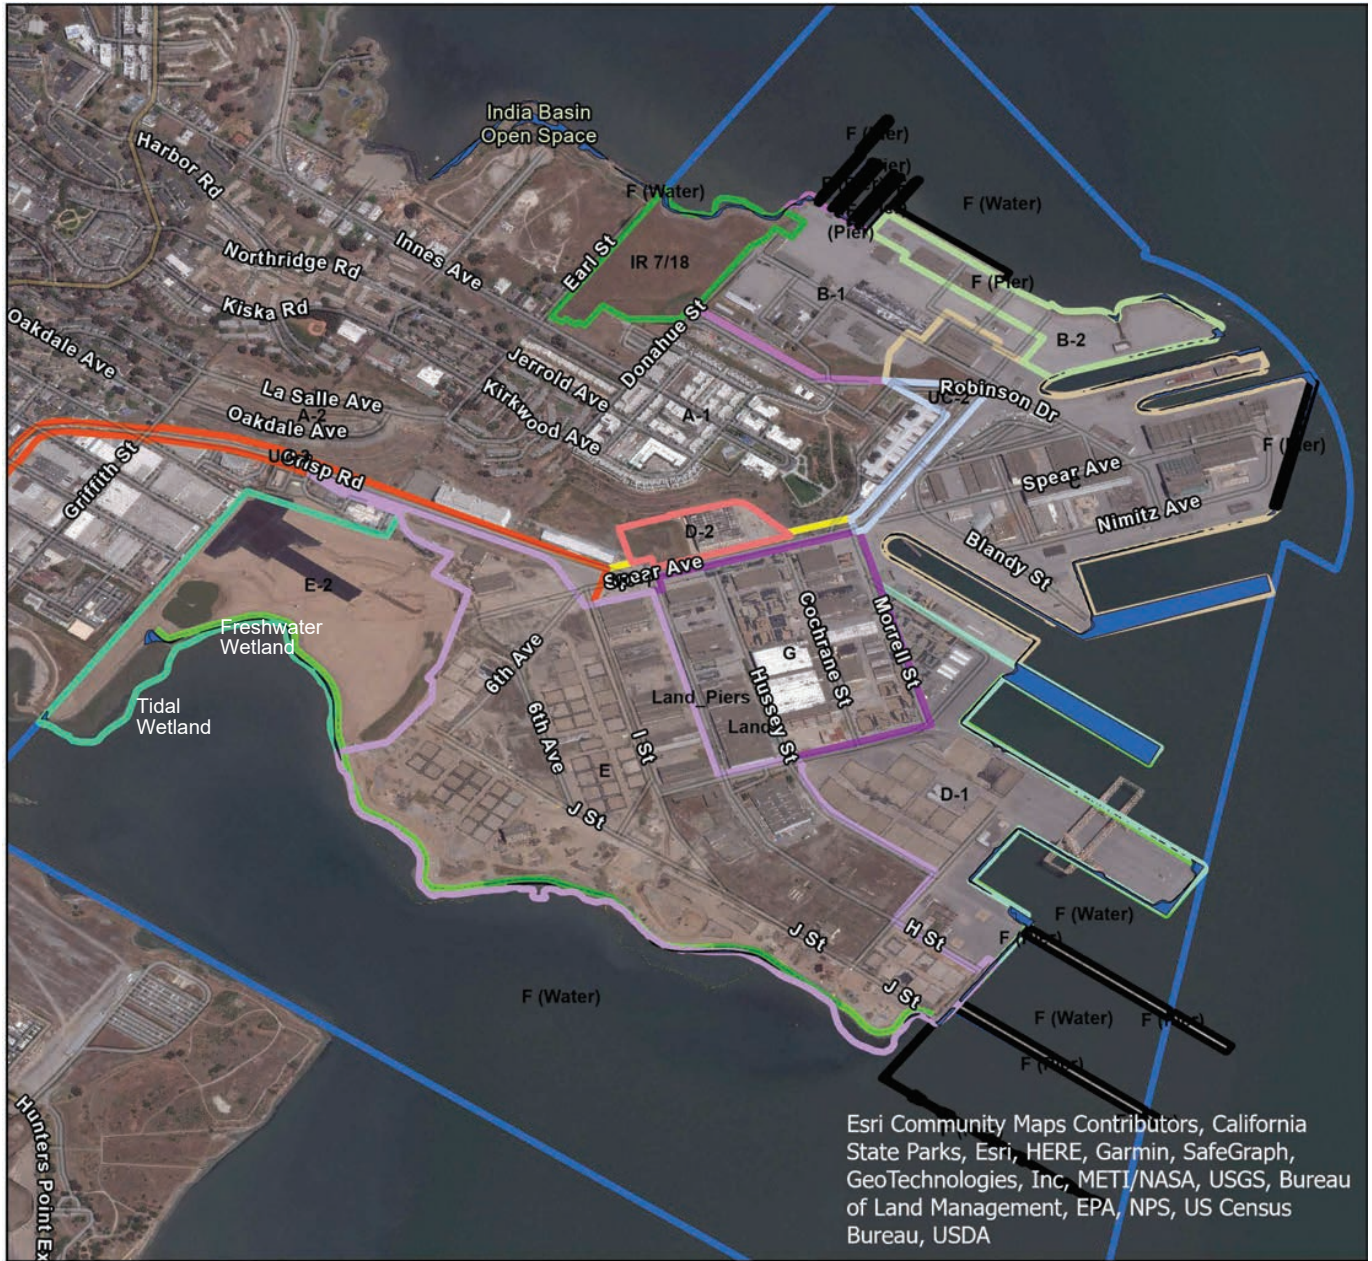 India Basin
Open Space
Harbor Rd
F (Water)
F (Water)
(Pier)
Innes Ave
Earl St
IR 7/18
Northridge Rd
F (Pier)
B-1
Kiska Rd
Donahue St
B-2
Oakdale Ave
Jerrold Ave
Robinson Dr
UC-2
La Salle Ave
A-2
Oakdale Ave
Kirkwood Ave
A-1
Griffith St
Crisp Rd
Spear Ave
C
Nimitz Ave
D-2
Blandy St
Spear Ave
E-2
Freshwater
Wetland
Tidal
Wetland
6th Ave
6th Ave
Cochrane St
Morrell St
G
Hussey St
Land_Piers
Land
I St
E
J St
D-1
F (Water)
J St
H St
J St
F (Water)
F (Water)
F (Pier)
Hunters Point Ex
Esri Community Maps Contributors, California
State Parks, Esri, HERE, Garmin, SafeGraph,
GeoTechnologies, Inc, METI/NASA, USGS, Bureau
of Land Management, EPA, NPS, US Census
Bureau, USDA